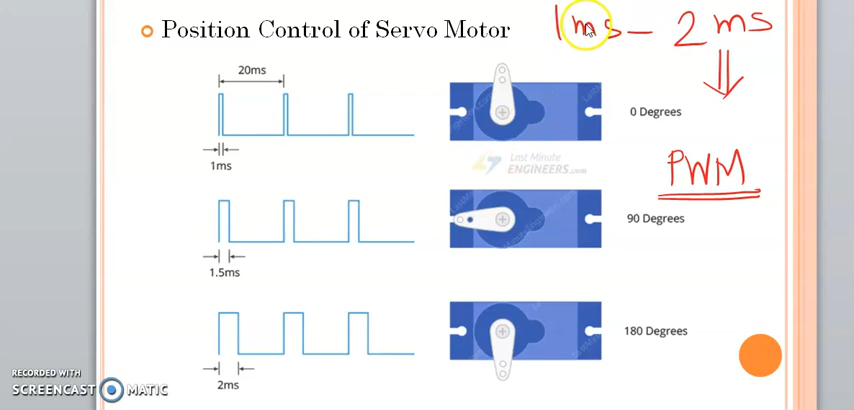 Position Control of Servo Motor
1ms - 2ms
20ms
1ms
0 Degrees
Last Minute
ENGINEERS.com
PWM
1.5ms
90 Degrees
2ms
180 Degrees
RECORDED WITH
SCREENCAST MATIC